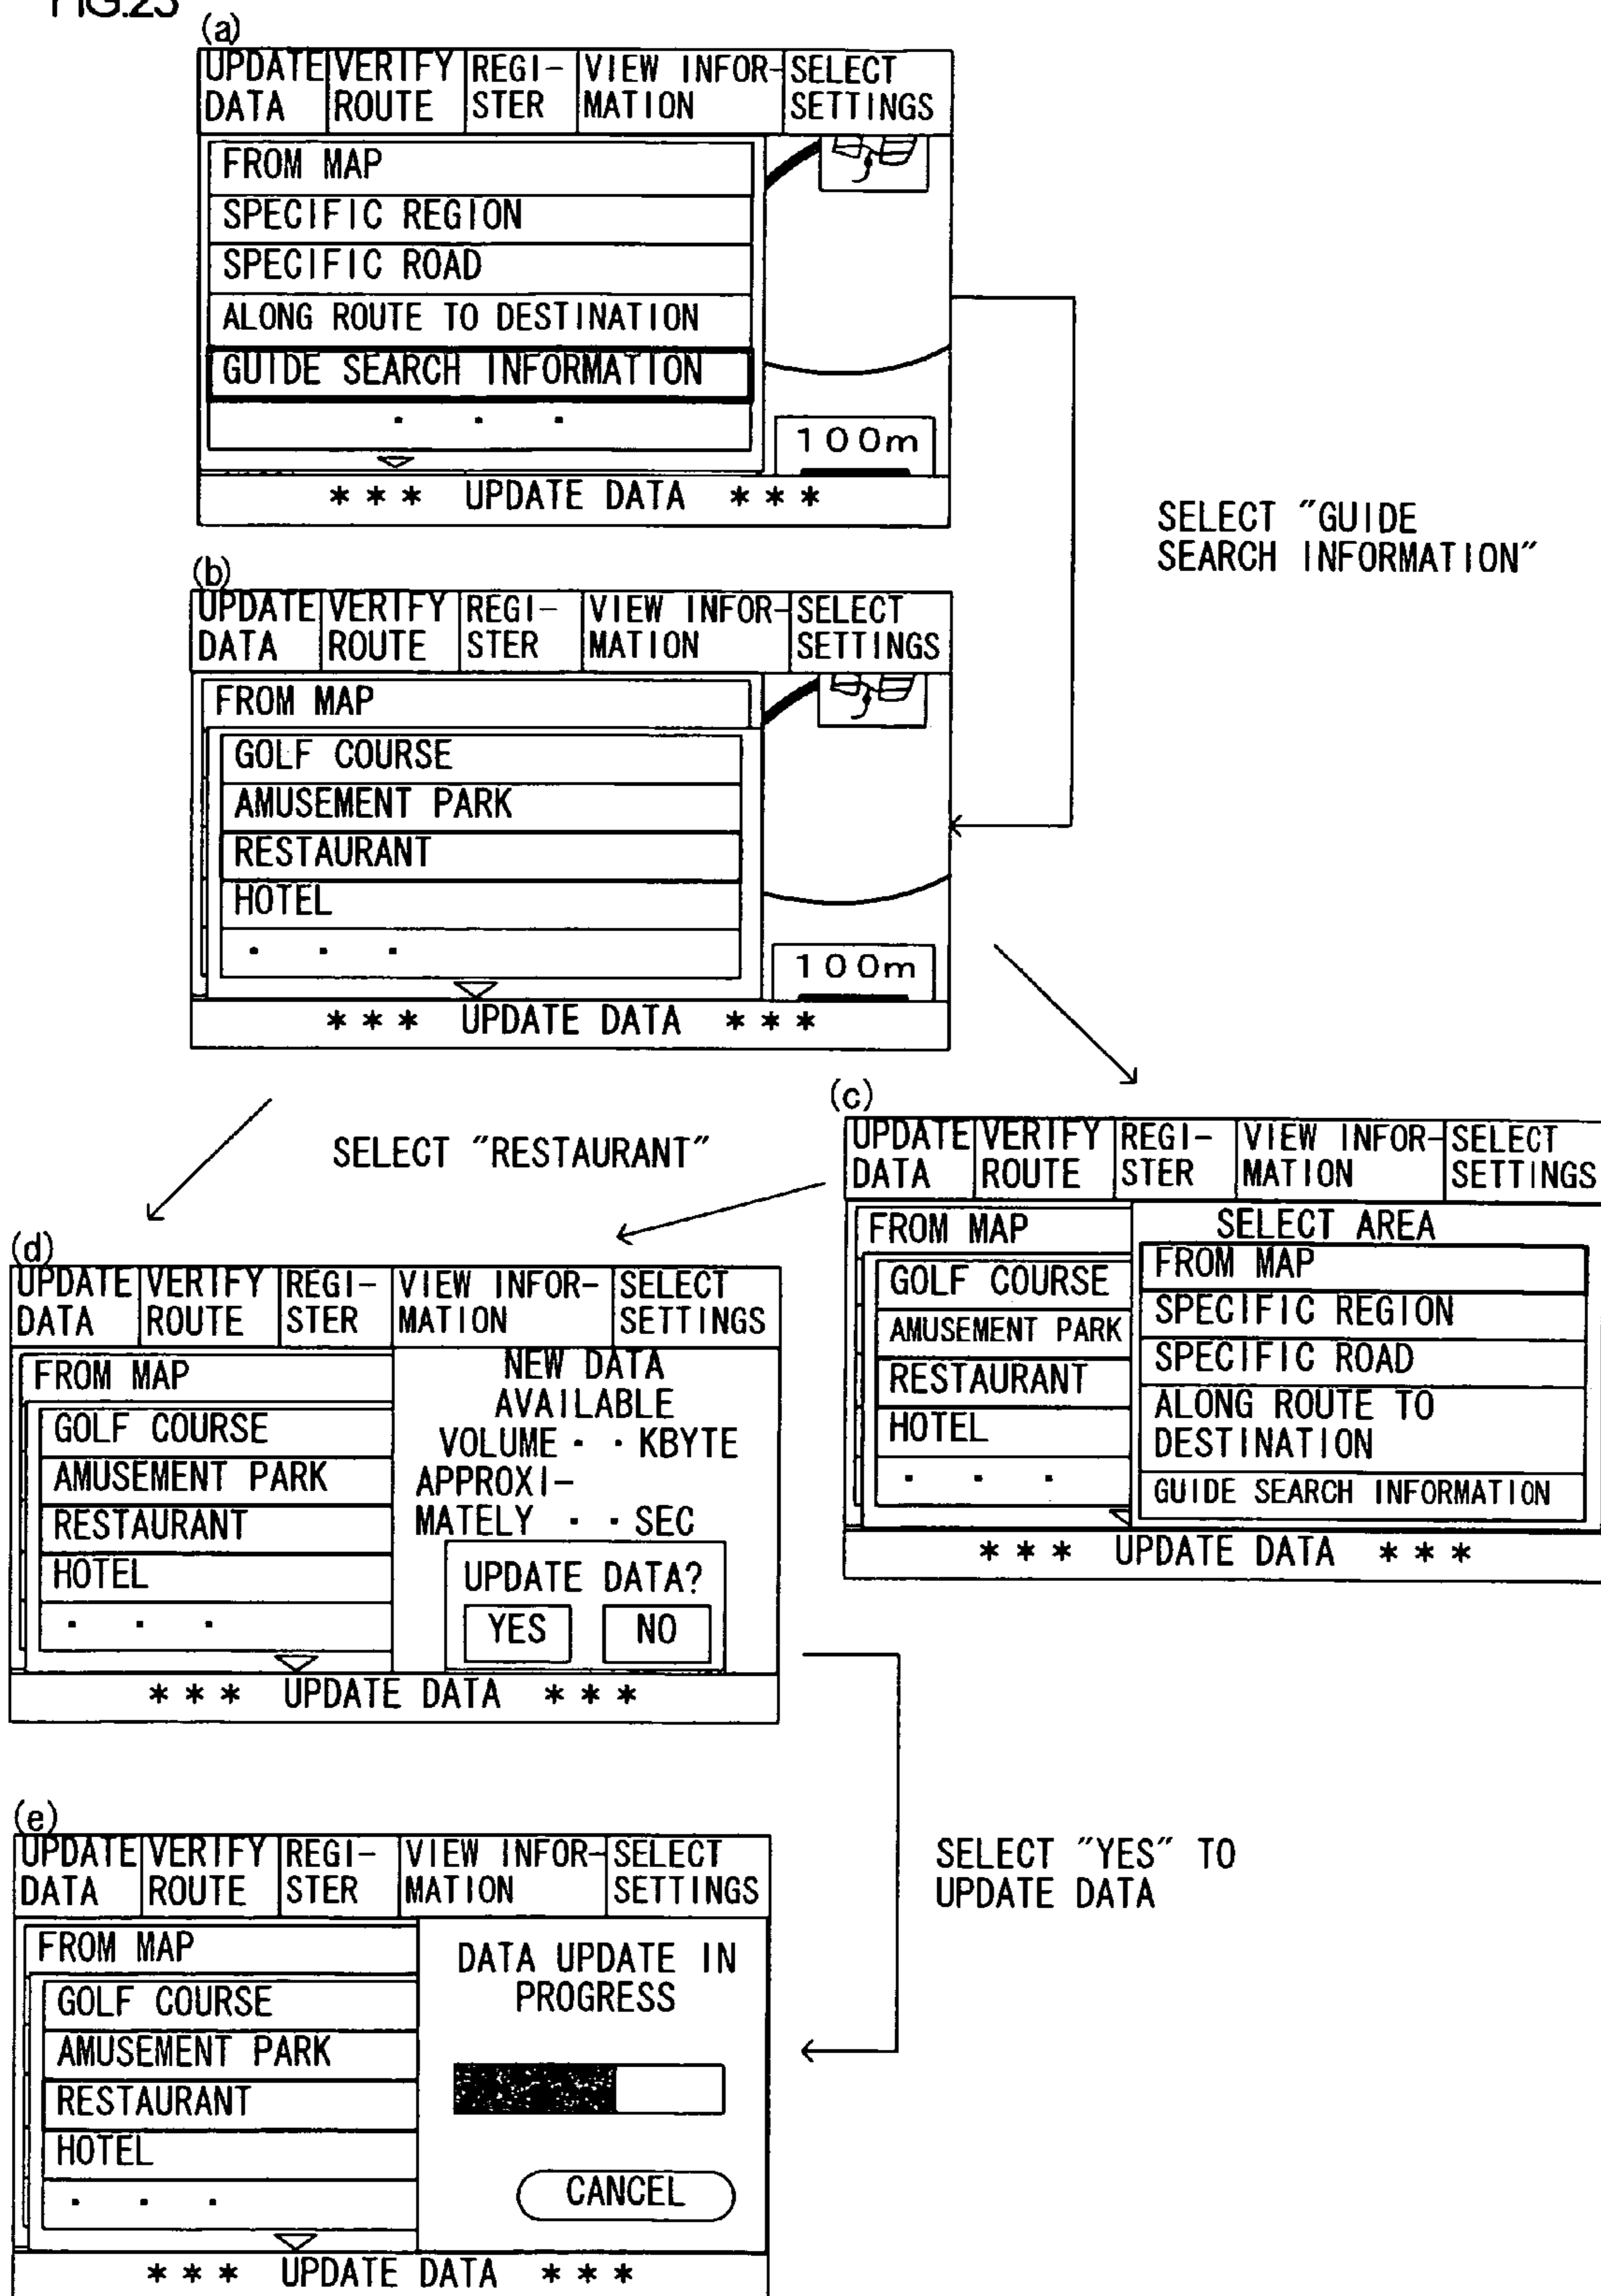 FIG.23
(a)
UPDATE DATA VERIFY ROUTE REGI-STER VIEW INFOR-MATION SELECT SETTINGS
FROM MAP
SPECIFIC REGION
SPECIFIC ROAD
ALONG ROUTE TO DESTINATION
GUIDE SEARCH INFORMATION
· · ·
100m
*** UPDATE DATA ***
SELECT "GUIDE
SEARCH INFORMATION"
(b)
UPDATE DATA VERIFY ROUTE REGI-STER VIEW INFOR-MATION SELECT SETTINGS
FROM MAP
GOLF COURSE
AMUSEMENT PARK
RESTAURANT
HOTEL
· · ·
100m
*** UPDATE DATA ***
SELECT "RESTAURANT"
(c)
UPDATE DATA VERIFY ROUTE REGI-STER VIEW INFOR-MATION SELECT SETTINGS
FROM MAP
GOLF COURSE
AMUSEMENT PARK
RESTAURANT
HOTEL
· · ·
SELECT AREA
FROM MAP
SPECIFIC REGION
SPECIFIC ROAD
ALONG ROUTE TO
DESTINATION
GUIDE SEARCH INFORMATION
*** UPDATE DATA ***
(d)
UPDATE DATA VERIFY ROUTE REGI-STER VIEW INFOR-MATION SELECT SETTINGS
FROM MAP
GOLF COURSE
AMUSEMENT PARK
RESTAURANT
HOTEL
· · ·
NEW DATA
AVAILABLE
VOLUME · · KBYTE
APPROXI-
MATELY · · SEC
UPDATE DATA?
YES NO
*** UPDATE DATA ***
SELECT "YES" TO
UPDATE DATA
(e)
UPDATE DATA VERIFY ROUTE REGI-STER VIEW INFOR-MATION SELECT SETTINGS
FROM MAP
GOLF COURSE
AMUSEMENT PARK
RESTAURANT
HOTEL
· · ·
DATA UPDATE IN
PROGRESS
CANCEL
*** UPDATE DATA ***